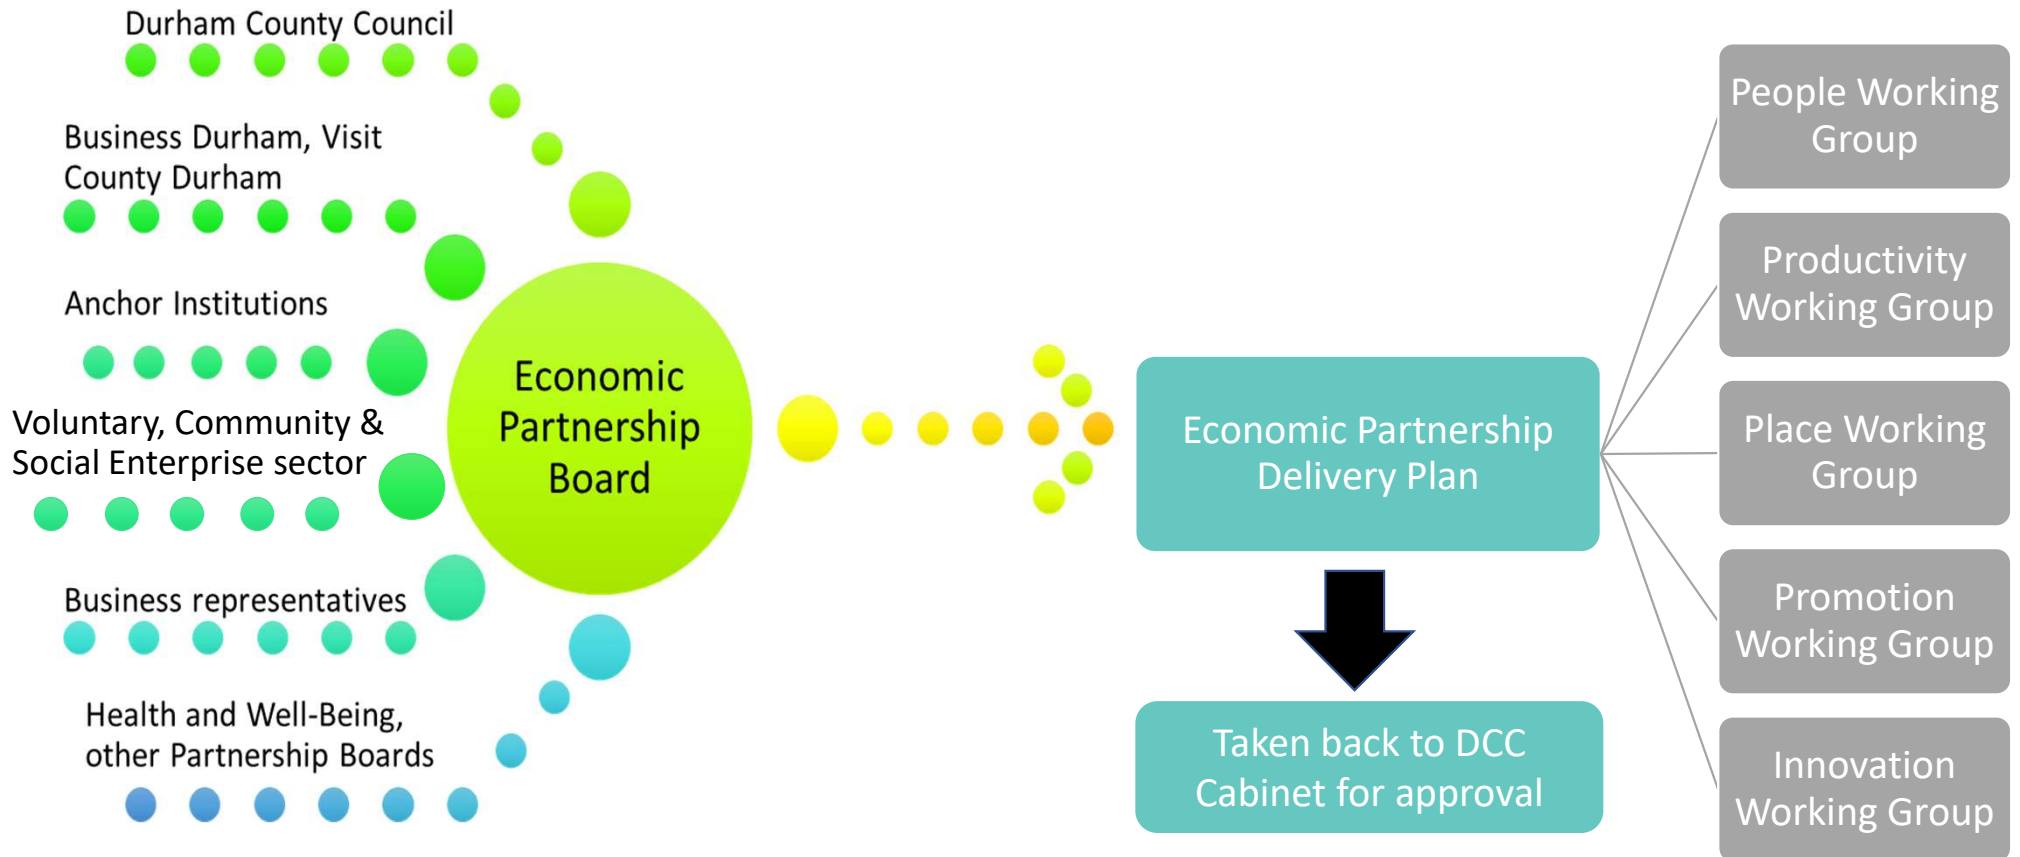 Durham County Council
Business Durham, Visit
County Durham
Anchor Institutions
Voluntary, Community &
Social Enterprise sector
Business representatives
Health and Well-Being,
other Partnership Boards
Economic
Partnership
Board
Economic Partnership
Delivery Plan
Taken back to DCC
Cabinet for approval
People Working
Group
Productivity
Working Group
Place Working
Group
Promotion
Working Group
Innovation
Working Group